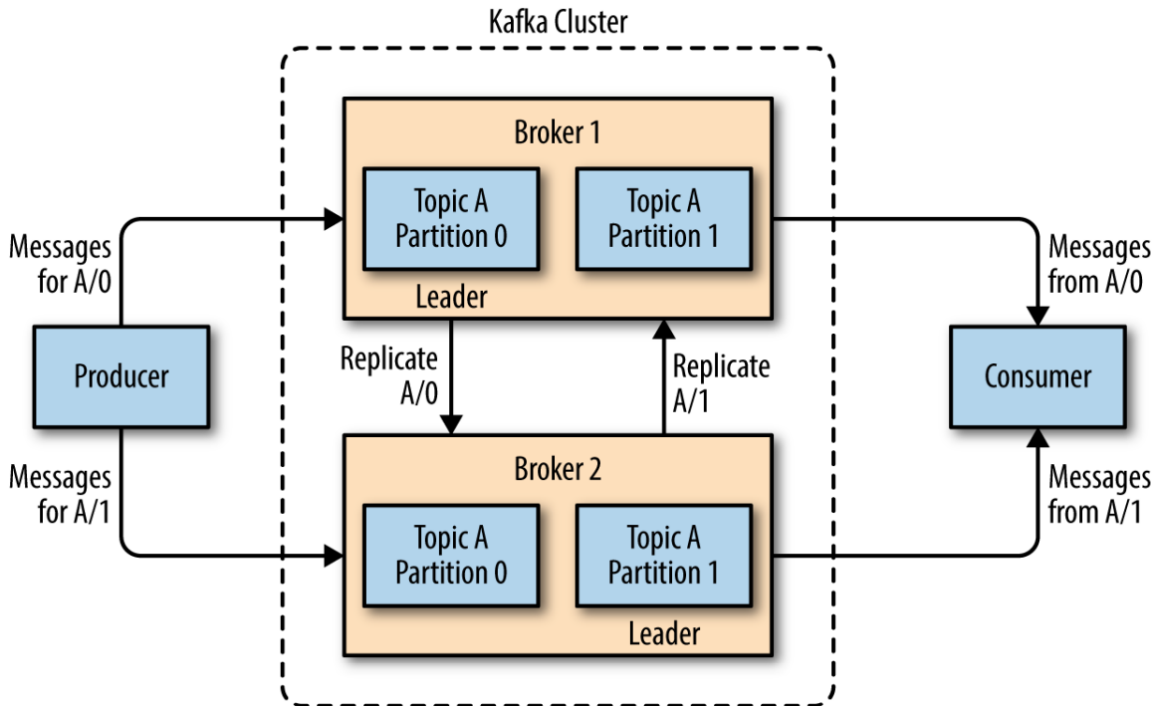 Kafka Cluster
Broker 1
Topic A
Partition 0
Topic A
Partition 1
Leader
Messages
for A/0
Messages
from A/0
Producer
Replicate
A/0
Replicate
A/1
Consumer
Messages
for A/1
Broker 2
Messages
from A/1
Topic A
Partition 0
Topic A
Partition 1
Leader